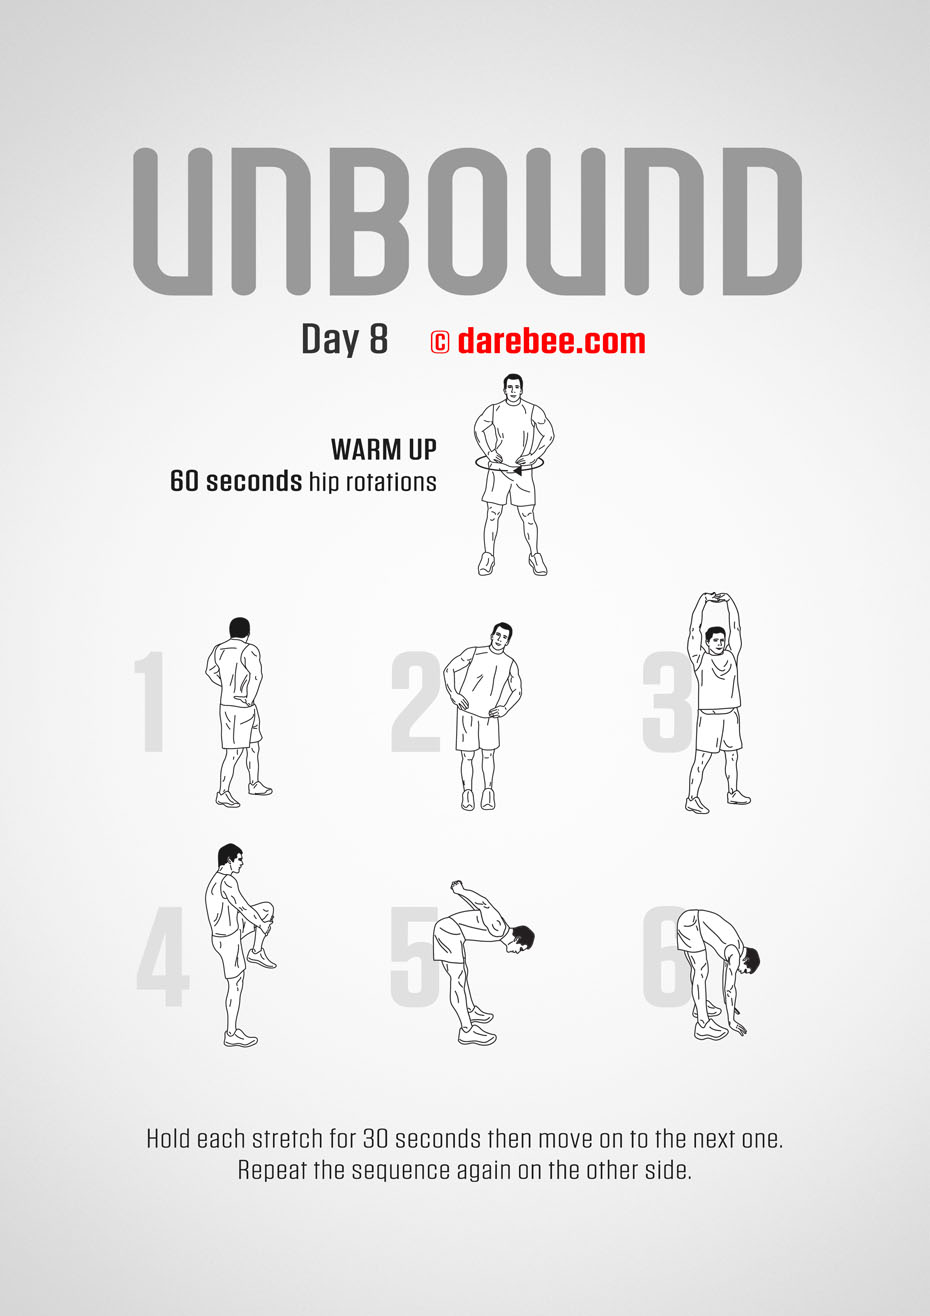 UNBOUND
Day 8 © darebee.com
WARM UP
60 seconds hip rotations
1 2 3
4 5 6
Hold each stretch for 30 seconds then move on to the next one.
Repeat the sequence again on the other side.